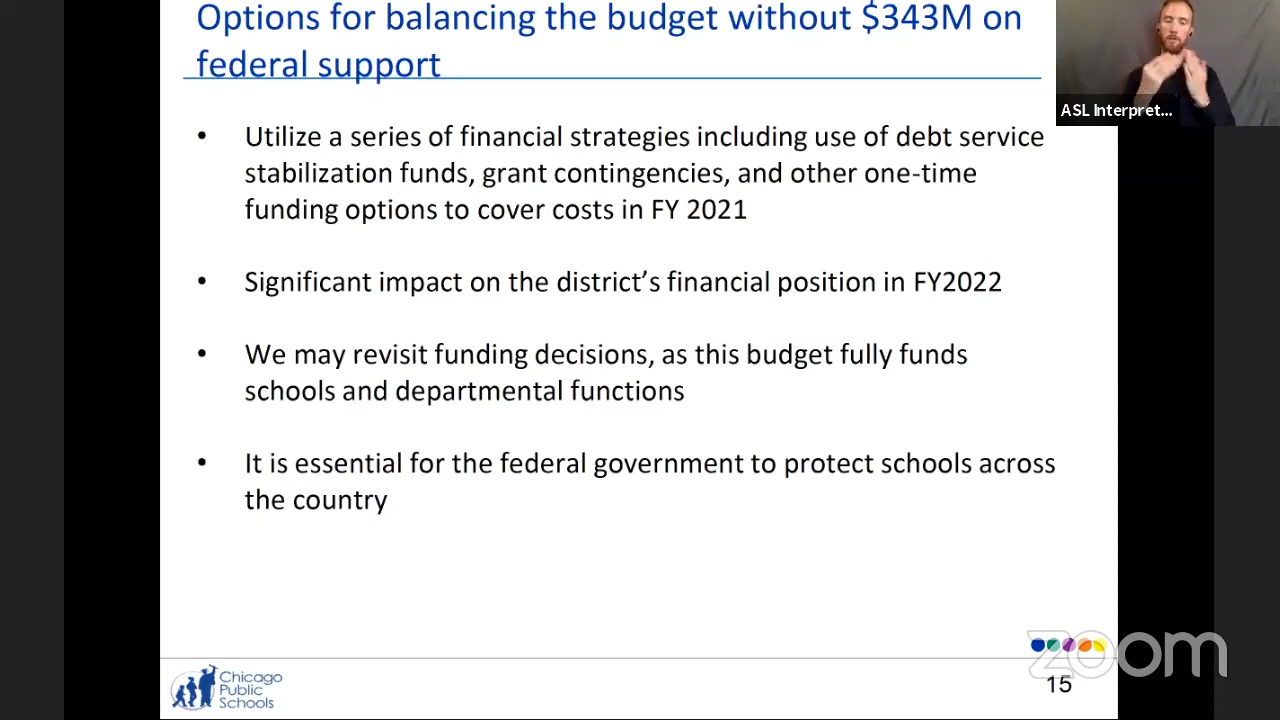 Options for balancing the budget without $343M on
federal support
ASL Interpret...
• Utilize a series of financial strategies including use of debt service
stabilization funds, grant contingencies, and other one-time
funding options to cover costs in FY 2021
• Significant impact on the district’s financial position in FY2022
• We may revisit funding decisions, as this budget fully funds
schools and departmental functions
• It is essential for the federal government to protect schools across
the country
zoom
Chicago
Public
Schools
15